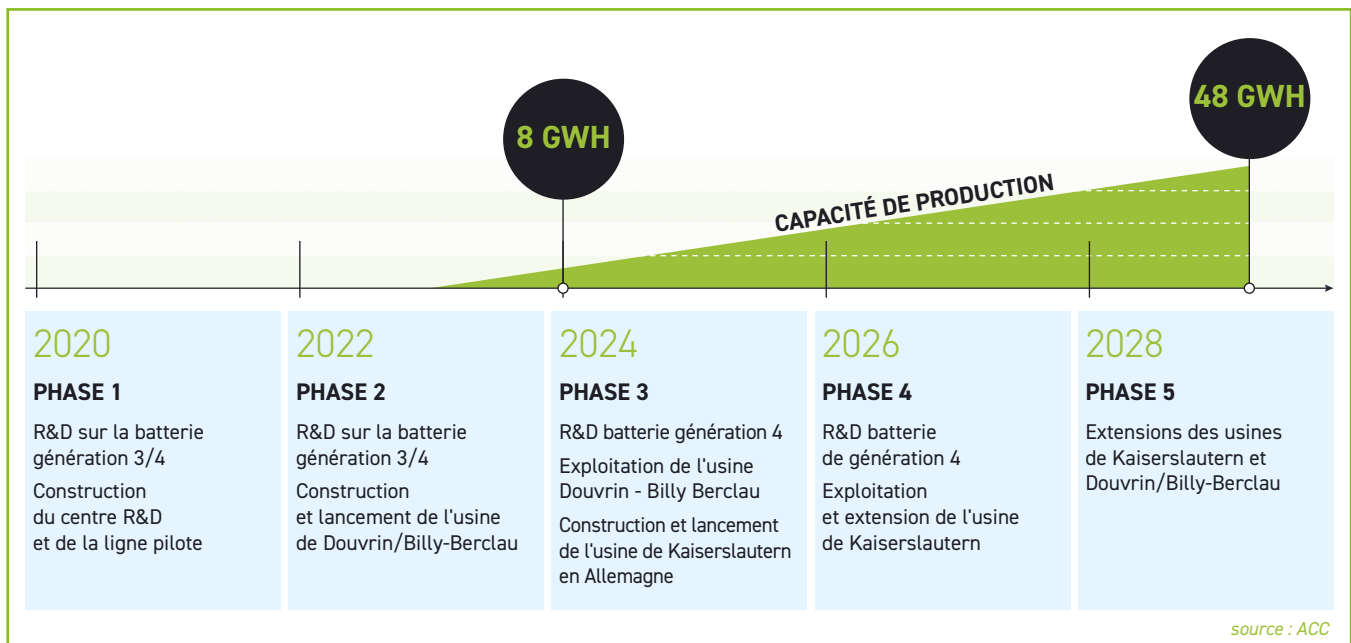 8 GWH
48 GWH
CAPACITÉ DE PRODUCTION
2020
PHASE 1
R&D sur la batterie
génération 3/4
Construction
du centre R&D
et de la ligne pilote
2022
PHASE 2
R&D sur la batterie
génération 3/4
Construction
et lancement de l'usine
de Douvrin/Billy-Berclau
2024
PHASE 3
R&D batterie génération 4
Exploitation de l'usine
Douvrin - Billy Berclau
Construction et lancement
de l'usine de Kaiserslautern
en Allemagne
2026
PHASE 4
R&D batterie
de génération 4
Exploitation
et extension de l'usine
de Kaiserslautern
2028
PHASE 5
Extensions des usines
de Kaiserslautern et
Douvrin/Billy-Berclau
source : ACC